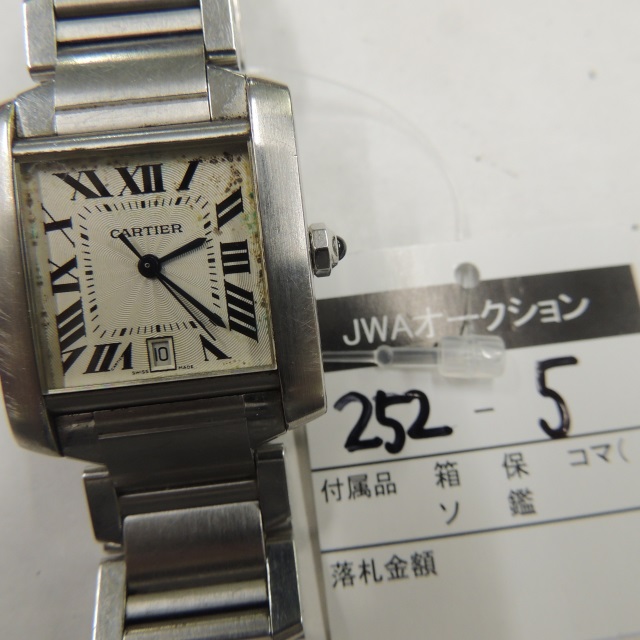 CARTIER
XII
10
SWISS MADE
JWAオークション
252-5
付属品 箱 保 コマ(
ソ 鑑
落札金額